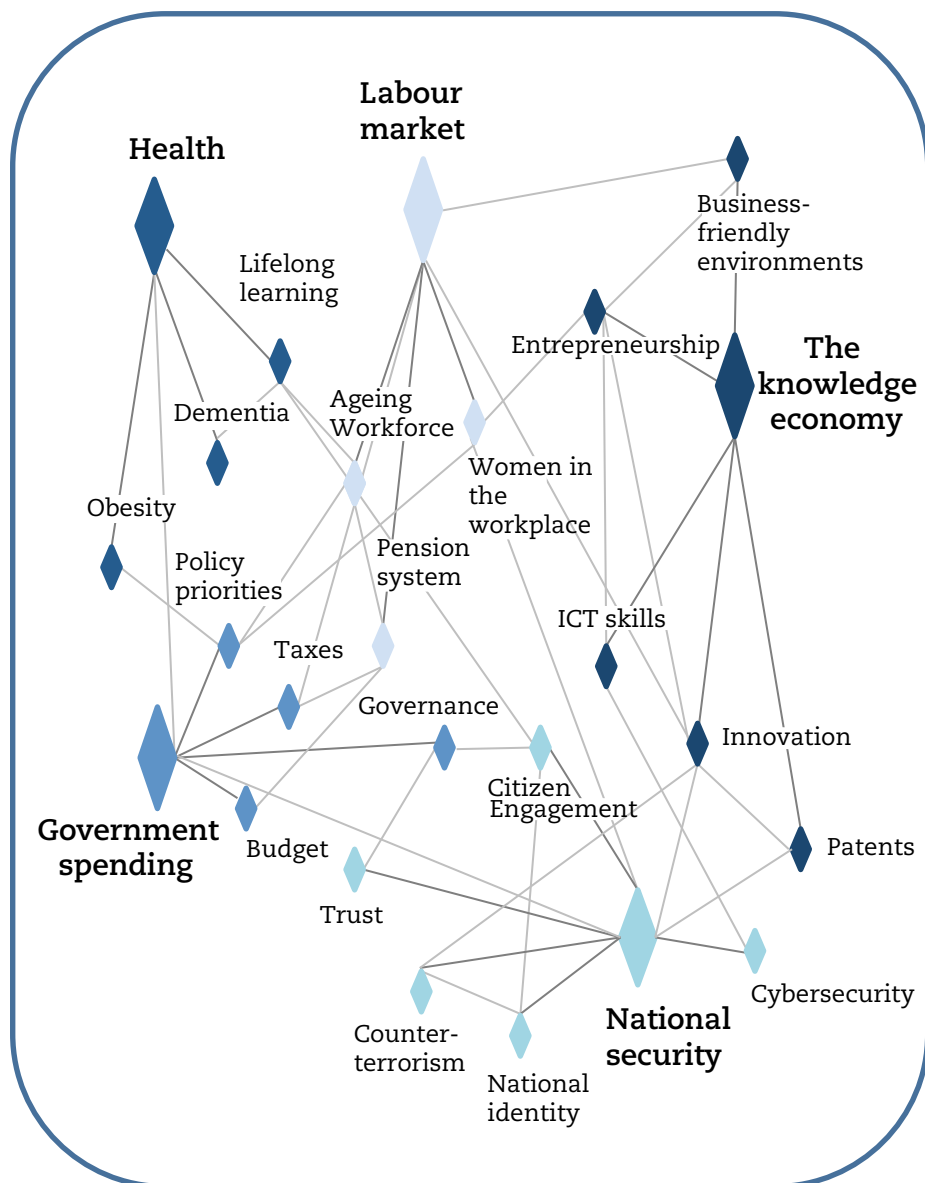 Labour
market
Health
Business-
friendly
environments
Lifelong
learning
Entrepreneurship
The
knowledge
economy
Ageing
Workforce
Dementia
Women in
the
workplace
Obesity
Pension
system
Policy
priorities
ICT skills
Taxes
Governance
Innovation
Citizen
Engagement
Government
spending
Budget
Patents
Trust
Cybersecurity
National
security
Counter-
terrorism
National
identity